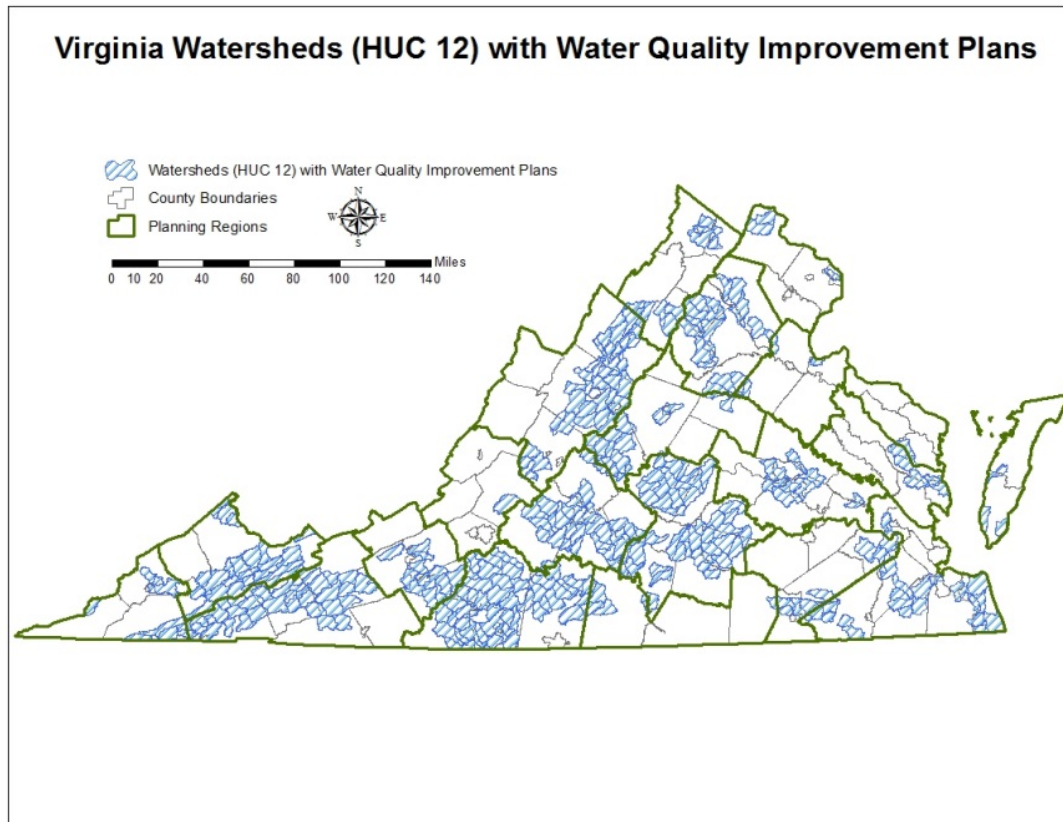 Virginia Watersheds (HUC 12) with Water Quality Improvement Plans
Watersheds (HUC 12) with Water Quality Improvement Plans
County Boundaries
Planning Regions
N
W E
S
Miles
0 10 20 40 60 80 100 120 140